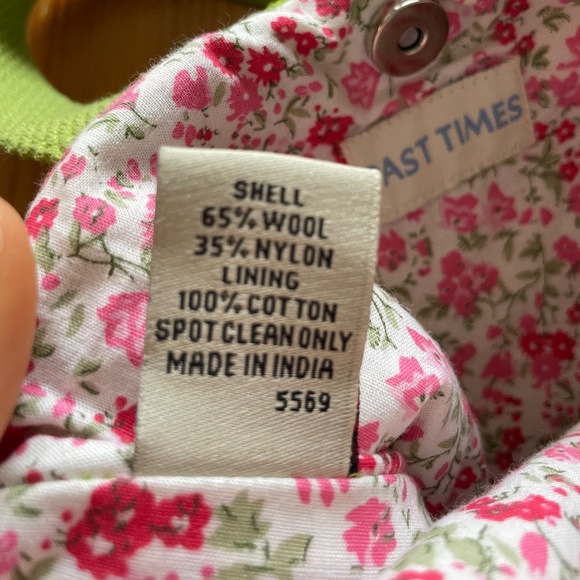 PAST TIMES
SHELL
65% WOOL
35% NYLON
LINING
100% COTTON
SPOT CLEAN ONLY
MADE IN INDIA
5569